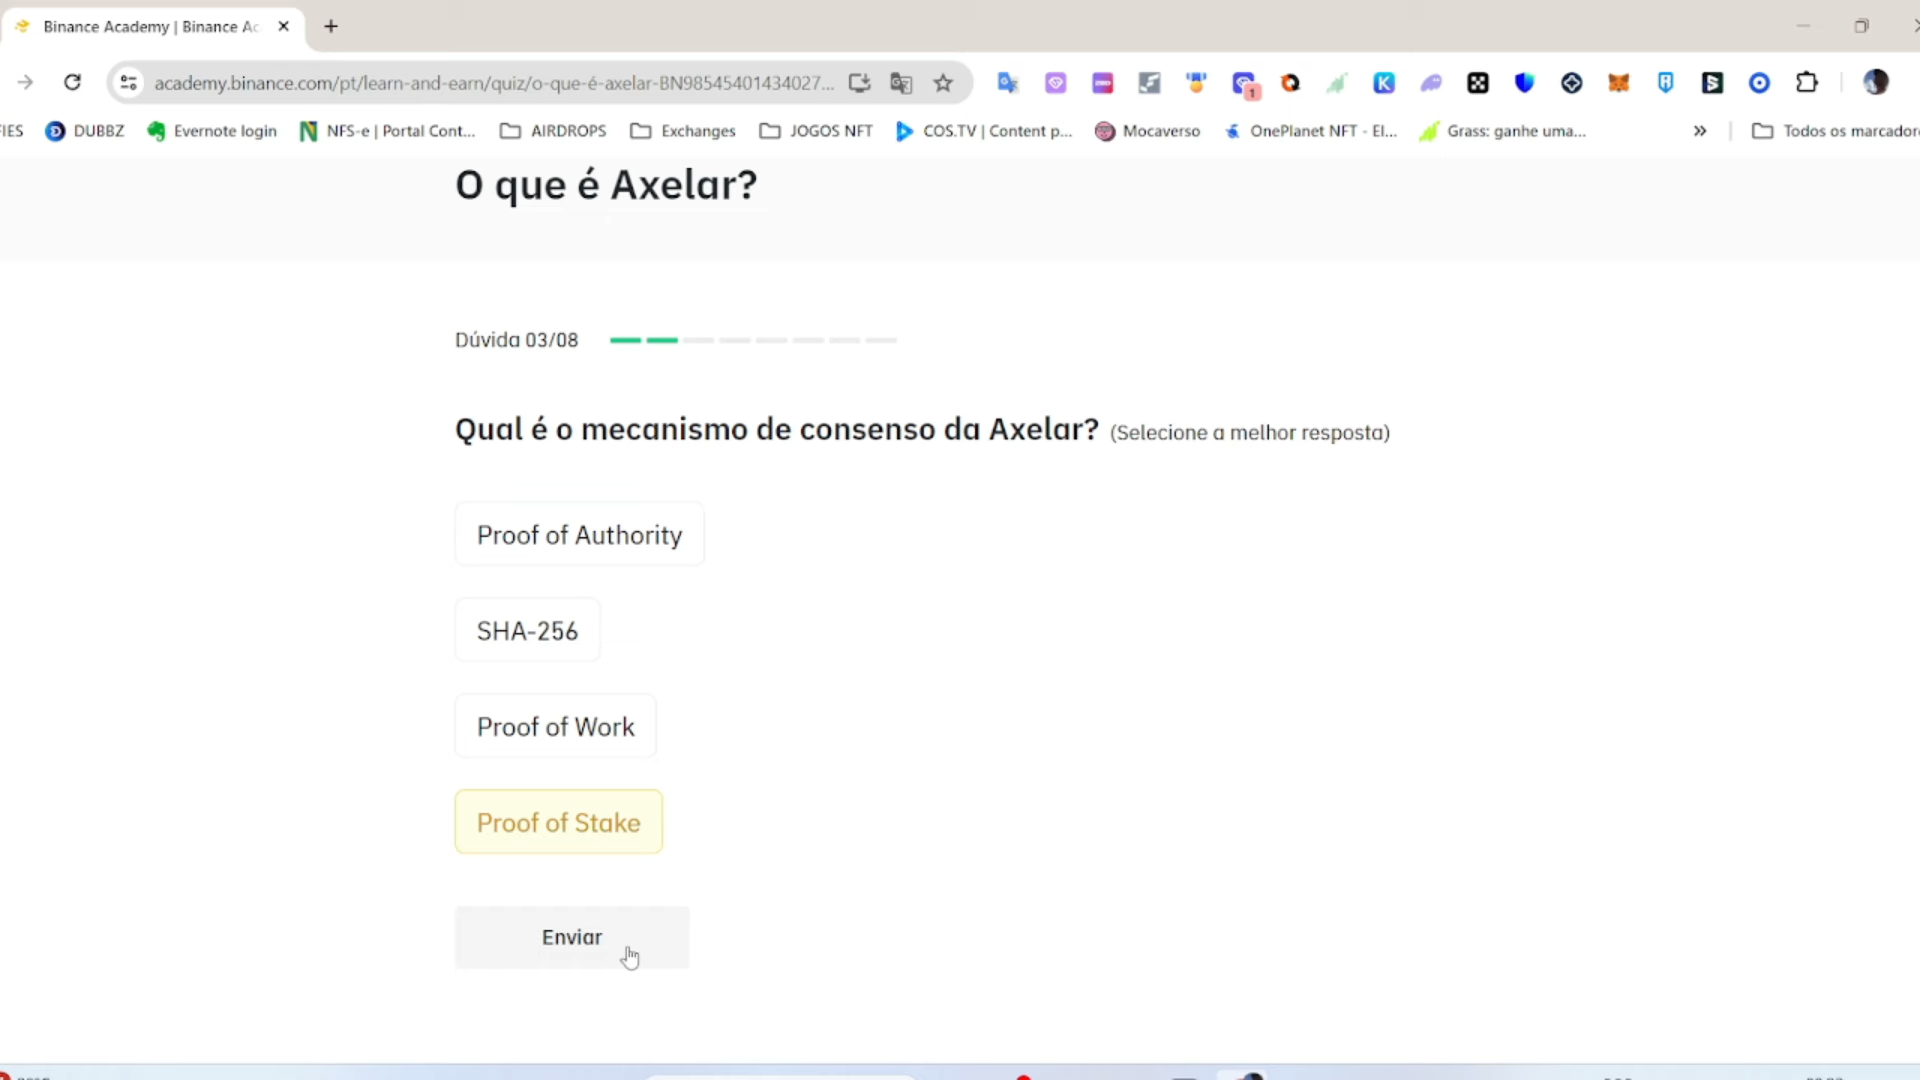 Binance Academy | Binance Ac
academy.binance.com/pt/learn-and-earn/quiz/o-que-é-axelar-BN98545401434027...
1
IES
DUBBZ
Evernote login
NFS-e | Portal Cont...
AIRDROPS
Exchanges
JOGOS NFT
COS.TV | Content p...
Mocaverso
OnePlanet NFT - El...
Grass: ganhe uma...
»
Todos os marcadore
O que é Axelar?
Dúvida 03/08
Qual é o mecanismo de consenso da Axelar? (Selecione a melhor resposta)
Proof of Authority
SHA-256
Proof of Work
Proof of Stake
Enviar